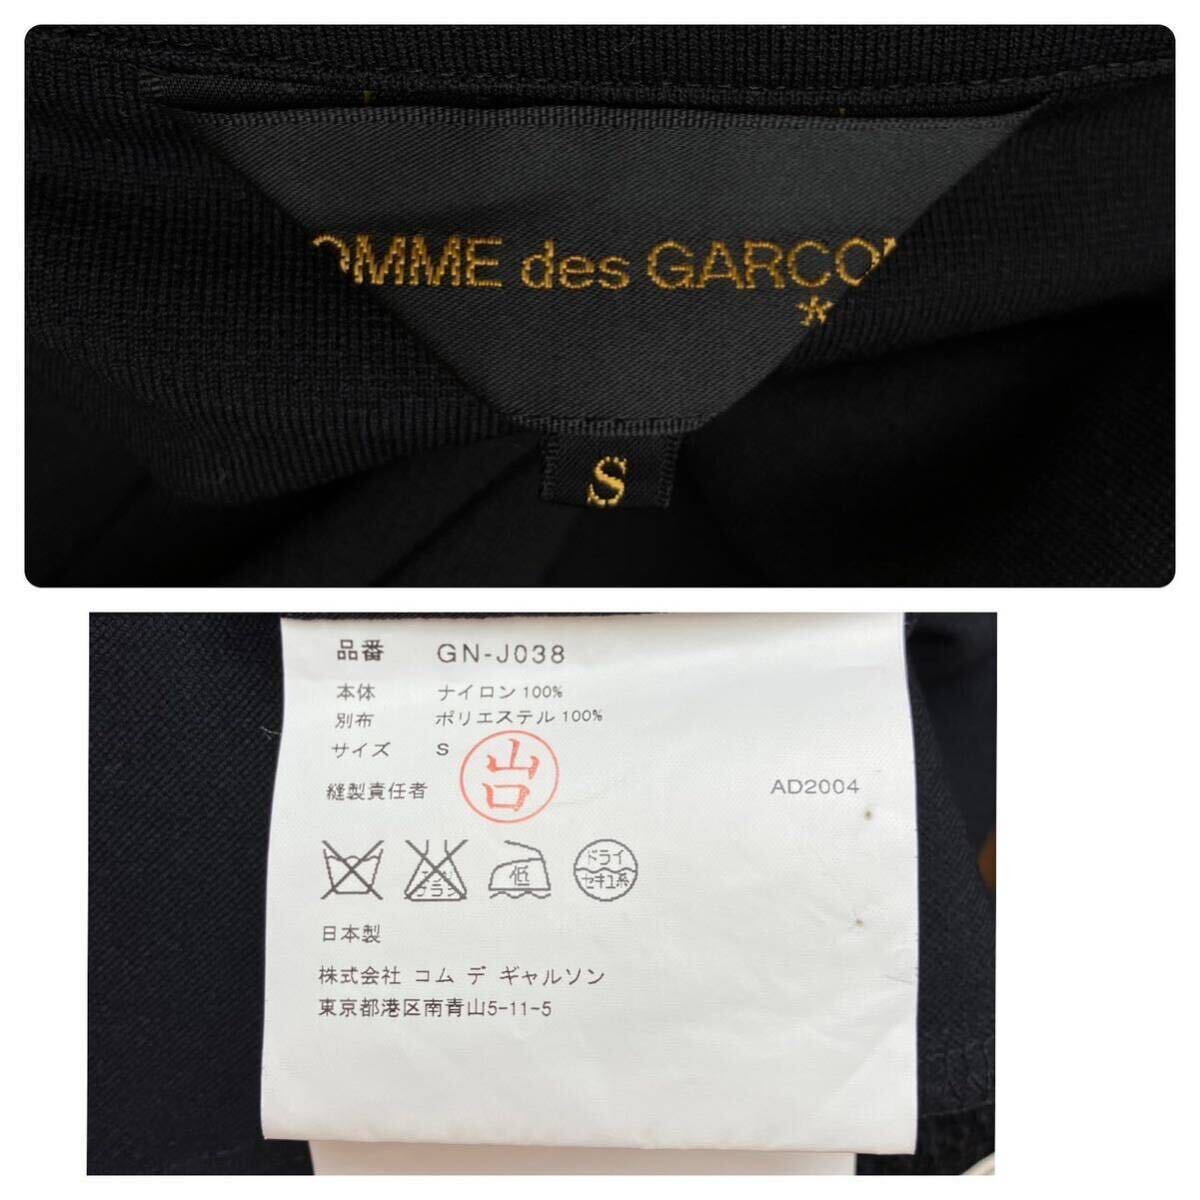 OMME des GARCON
*
S
品番 GN-J038
本体 ナイロン 100%
別布 ポリエステル 100%
サイズ S
山口
縫製責任者 AD2004
低
ドライ
セキユ系
日本製
株式会社 コム デ ギャルソン
東京都港区南青山5-11-5